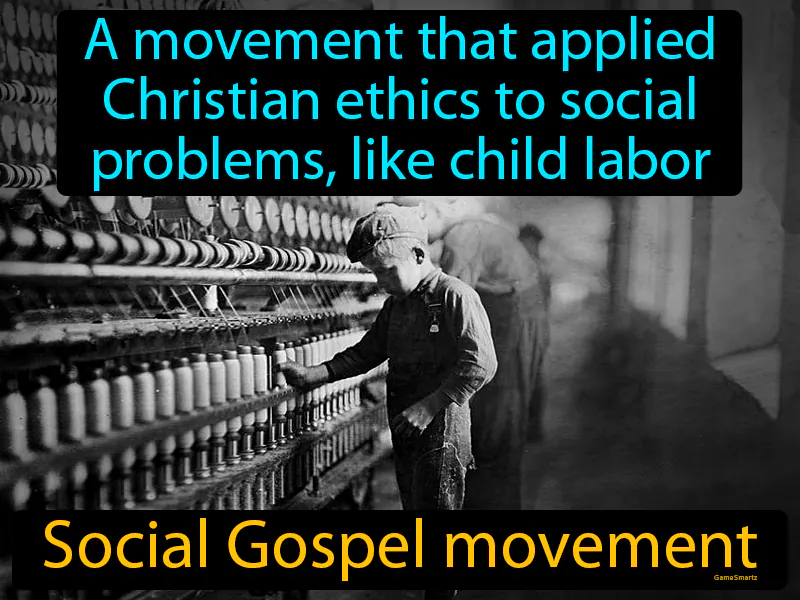 A movement that applied
Christian ethics to social
problems, like child labor
Social Gospel movement
GameSmartz